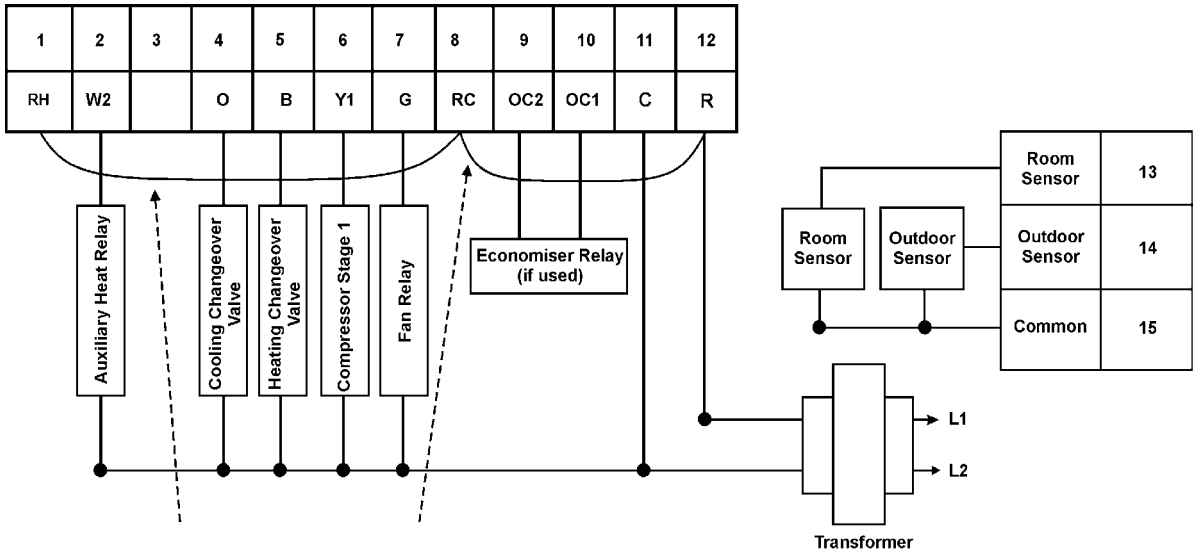 1 2 3 4 5 6 7 8 9 10 11 12
RH W2 O B Y1 G RC OC2 OC1 C R
Auxiliary Heat Relay
Cooling Changeover
Valve
Heating Changeover
Valve
Compressor Stage 1
Fan Relay
Economiser Relay
(if used)
Room
Sensor
Outdoor
Sensor
Room
Sensor
13
Outdoor
Sensor
14
Common
15
L1
L2
Transformer